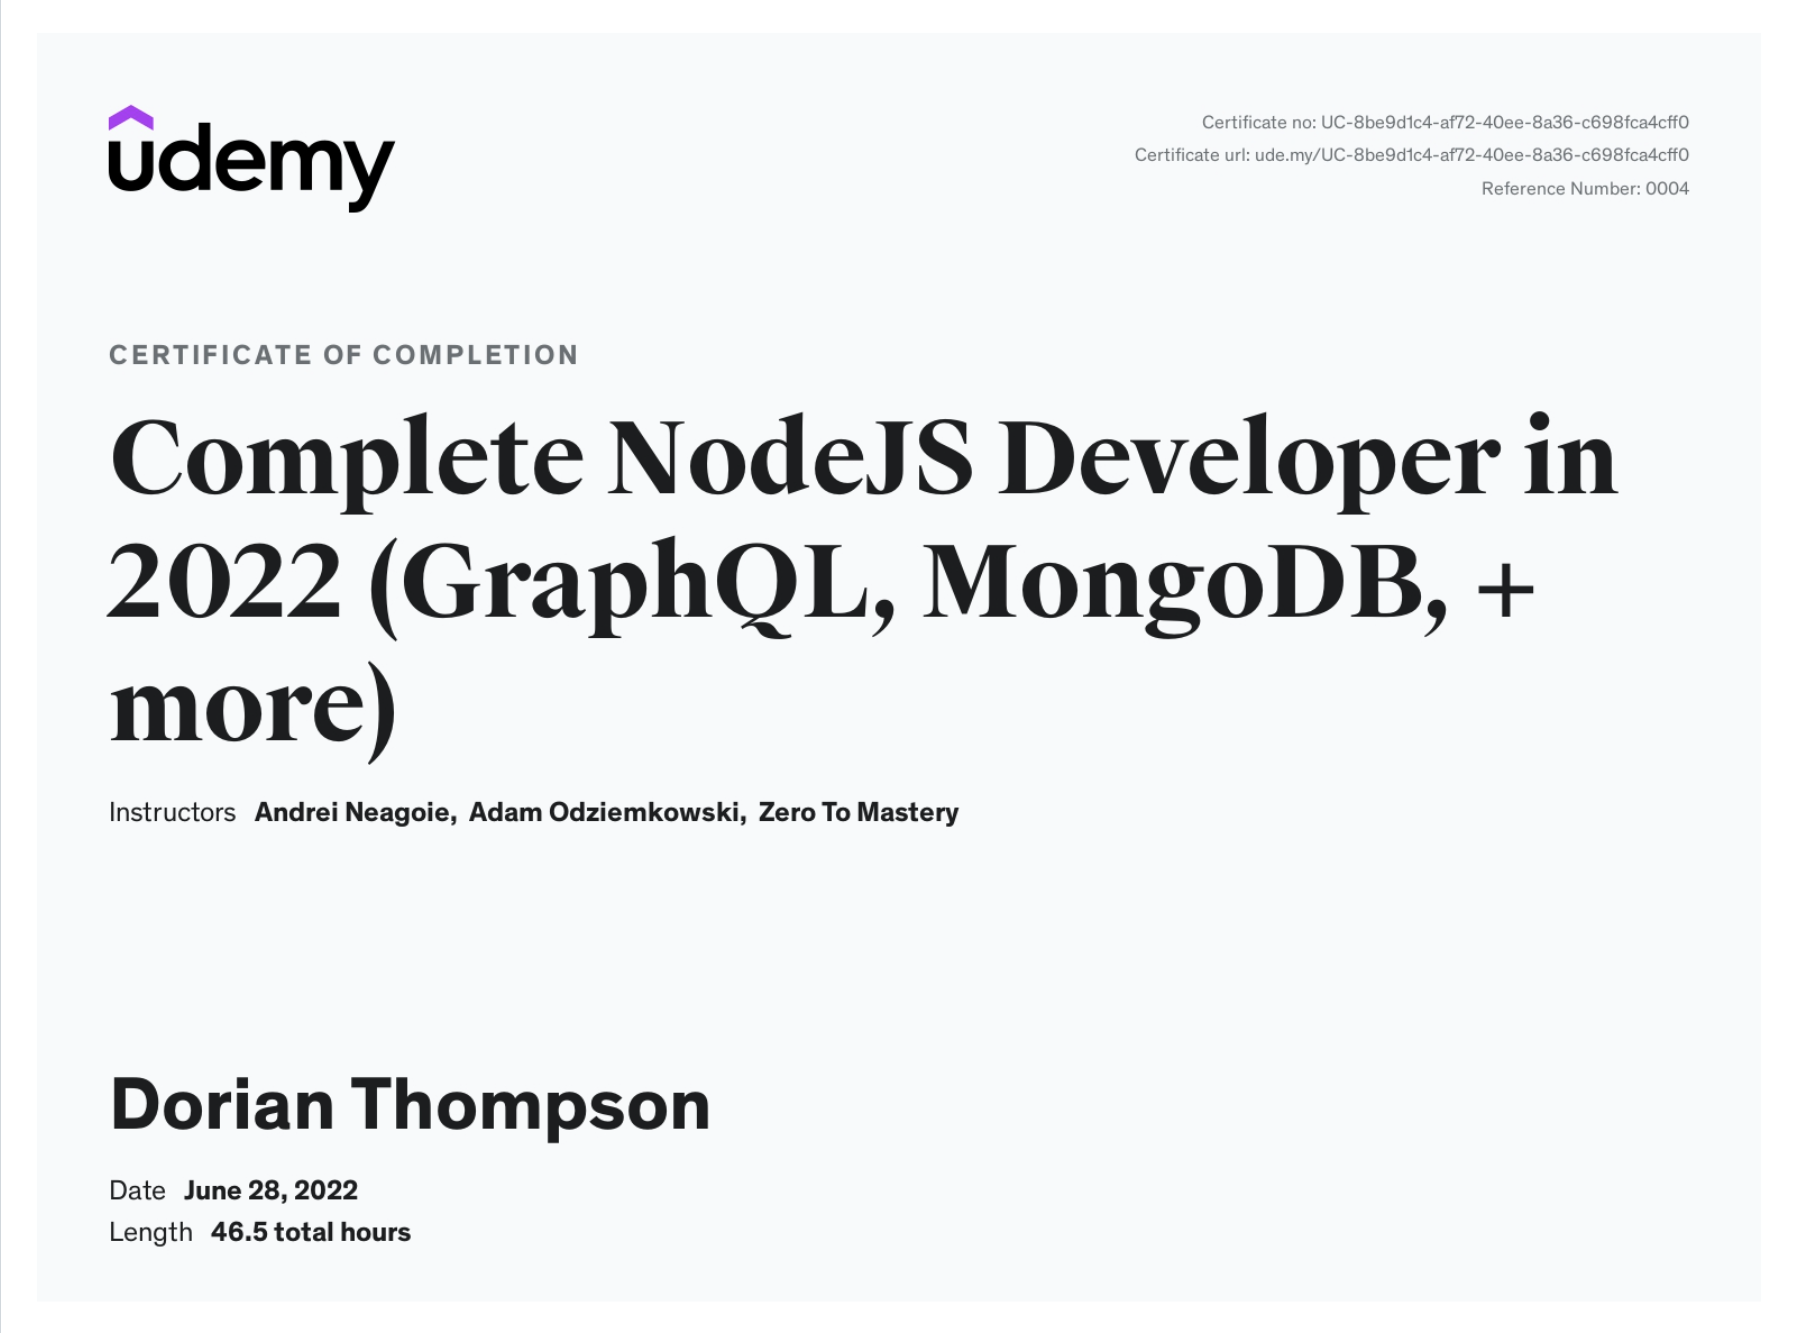 udemy
Certificate no: UC-8be9d1c4-af72-40ee-8a36-c698fca4cff0
Certificate url: ude.my/UC-8be9d1c4-af72-40ee-8a36-c698fca4cff0
Reference Number: 0004
CERTIFICATE OF COMPLETION
Complete NodeJS Developer in
2022 (GraphQL, MongoDB, +
more)
Instructors Andrei Neagoie, Adam Odziemkowski, Zero To Mastery
Dorian Thompson
Date June 28, 2022
Length 46.5 total hours